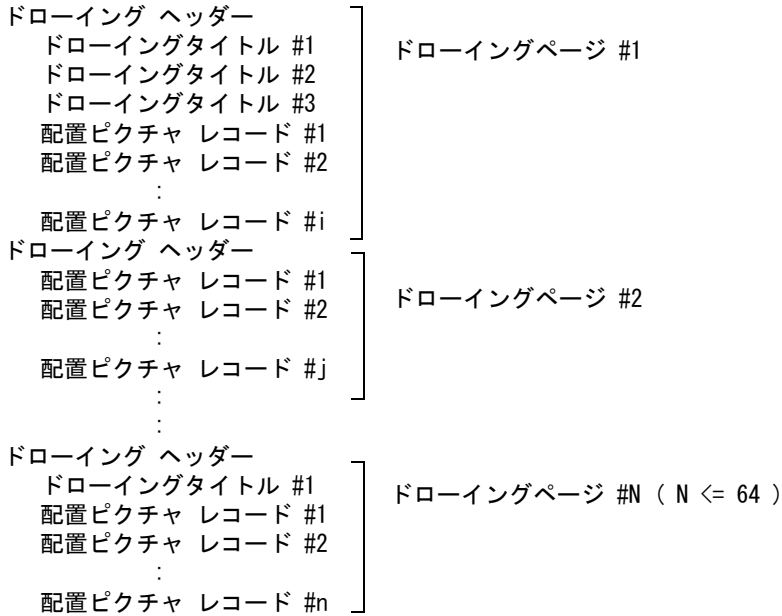 ドローイング ヘッダー
ドローイングタイトル #1
ドローイングタイトル #2
ドローイングタイトル #3
配置ピクチャ レコード #1
配置ピクチャ レコード #2
:
配置ピクチャ レコード #i
ドローイングページ #1
ドローイング ヘッダー
配置ピクチャ レコード #1
配置ピクチャ レコード #2
:
配置ピクチャ レコード #j
:
:
ドローイングページ #2
ドローイング ヘッダー
ドローイングタイトル #1
配置ピクチャ レコード #1
配置ピクチャ レコード #2
:
配置ピクチャ レコード #n
ドローイングページ #N ( N <= 64 )